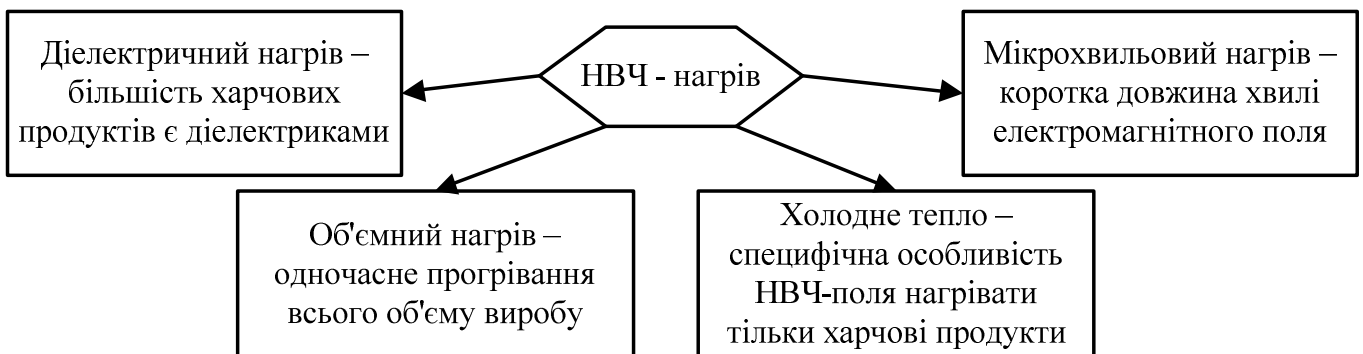 Діелектричний нагрів –
більшість харчових
продуктів є діелектриками
НВЧ - нагрів
Мікрохвильовий нагрів –
коротка довжина хвилі
електромагнітного поля
Об'ємний нагрів –
одночасне прогрівання
всього об'єму виробу
Холодне тепло –
специфічна особливість
НВЧ-поля нагрівати
тільки харчові продукти